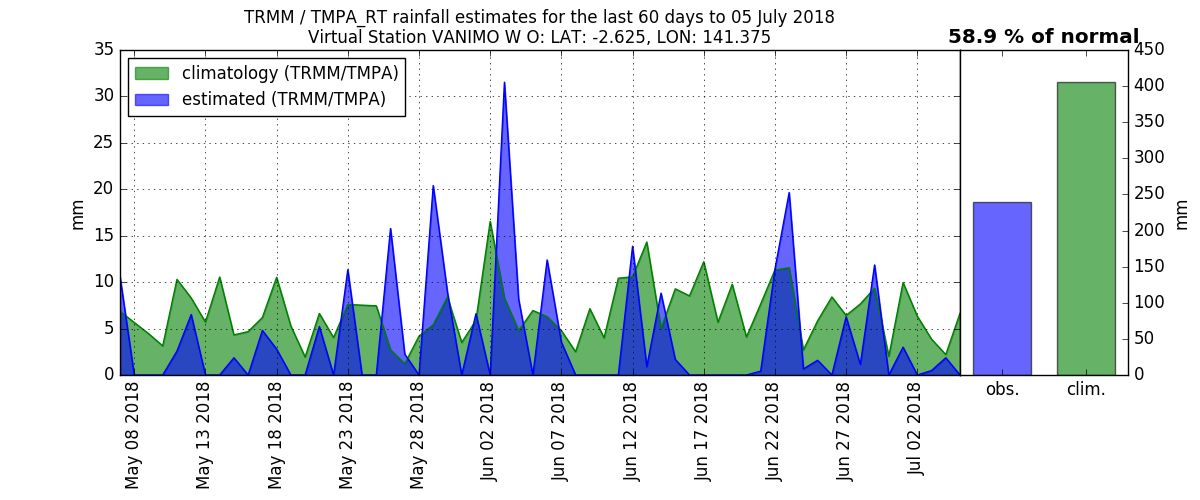 TRMM / TMPA_RT rainfall estimates for the last 60 days to 05 July 2018
Virtual Station VANIMO W O: LAT: -2.625, LON: 141.375
58.9 % of normal
climatology (TRMM/TMPA)
estimated (TRMM/TMPA)
35
30
25
20
15
10
5
0
mm
May 08 2018
May 13 2018
May 18 2018
May 23 2018
May 28 2018
Jun 02 2018
Jun 07 2018
Jun 12 2018
Jun 17 2018
Jun 22 2018
Jun 27 2018
Jul 02 2018
obs.
clim.
450
400
350
300
250
200
150
100
50
0
mm